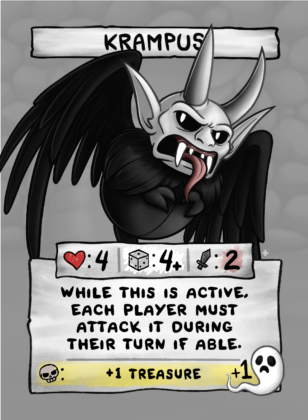 KRAMPUS
:4 :4+ :2
WHILE THIS IS ACTIVE,
EACH PLAYER MUST
ATTACK IT DURING
THEIR TURN IF ABLE.
: +1 TREASURE +1